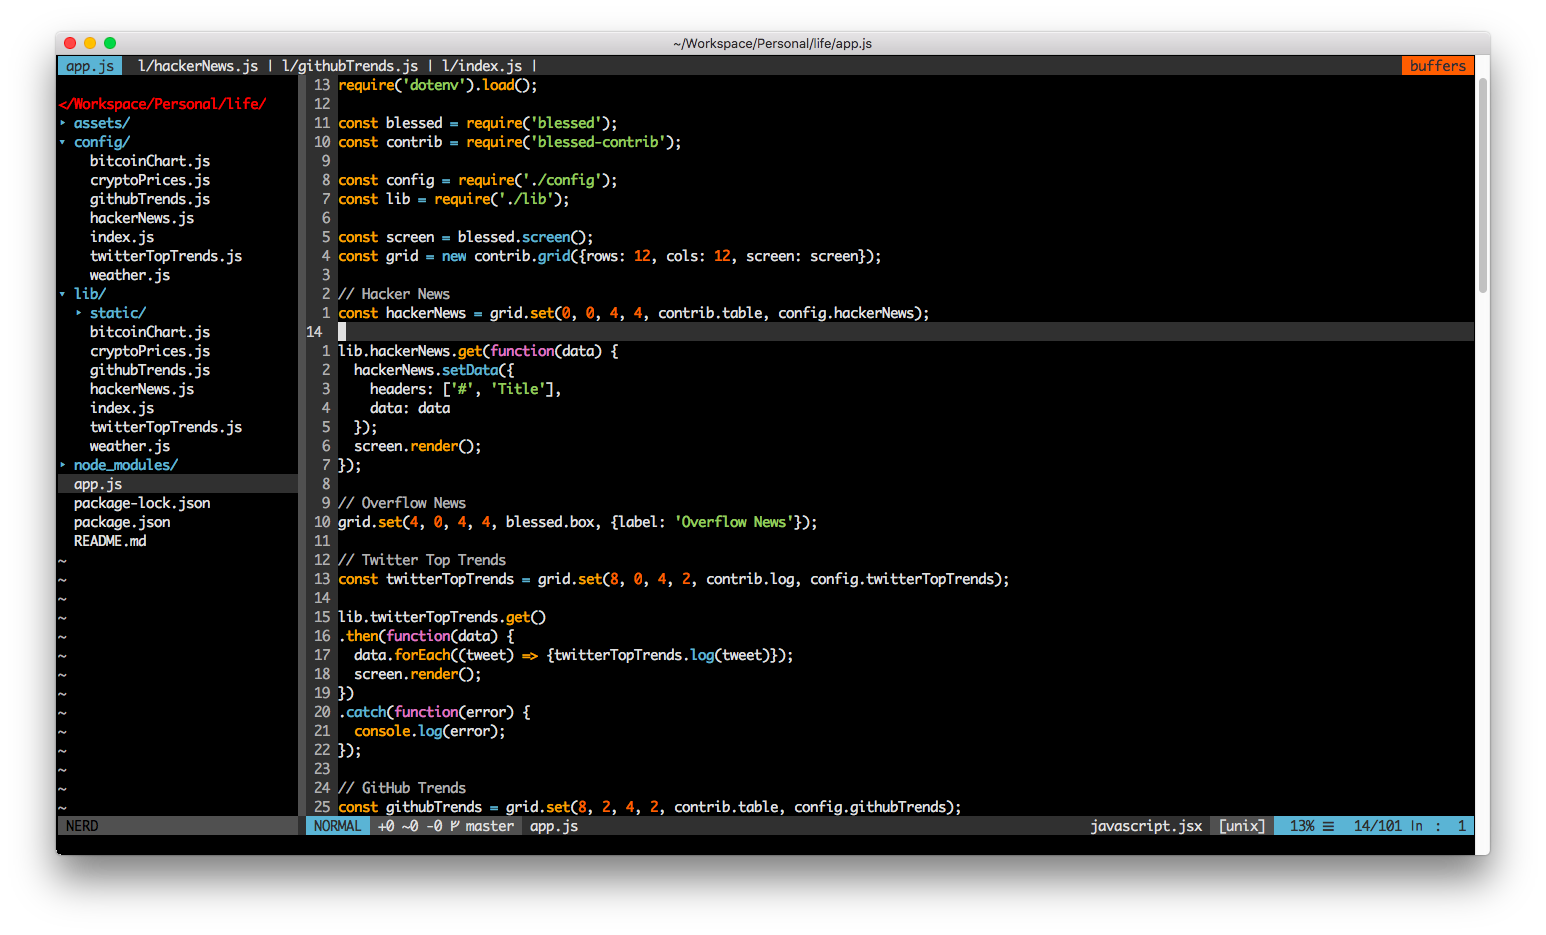 ~/Workspace/Personal/life/app.js
app.js l/hackerNews.js | l/githubTrends.js | l/index.js | buffers
</Workspace/Personal/life/
▸ assets/
▾ config/
bitcoinChart.js
cryptoPrices.js
githubTrends.js
hackerNews.js
index.js
twitterTopTrends.js
weather.js
▾ lib/
▸ static/
bitcoinChart.js
cryptoPrices.js
githubTrends.js
hackerNews.js
index.js
twitterTopTrends.js
weather.js
▸ node_modules/
app.js
package-lock.json
package.json
README.md
~
~
~
~
~
~
~
~
~
~
~
~
~
~
NERD
13 require('dotenv').load();
12
11 const blessed = require('blessed');
10 const contrib = require('blessed-contrib');
9
8 const config = require('./config');
7 const lib = require('./lib');
6
5 const screen = blessed.screen();
4 const grid = new contrib.grid({rows: 12, cols: 12, screen: screen});
3
2 // Hacker News
1 const hackerNews = grid.set(0, 0, 4, 4, contrib.table, config.hackerNews);
14
1 lib.hackerNews.get(function(data) {
2   hackerNews.setData({
3     headers: ['#', 'Title'],
4     data: data
5   });
6   screen.render();
7 });
8
9 // Overflow News
10 grid.set(4, 0, 4, 4, blessed.box, {label: 'Overflow News'});
11
12 // Twitter Top Trends
13 const twitterTopTrends = grid.set(8, 0, 4, 2, contrib.log, config.twitterTopTrends);
14
15 lib.twitterTopTrends.get()
16 .then(function(data) {
17   data.forEach((tweet) => {twitterTopTrends.log(tweet)});
18   screen.render();
19 })
20 .catch(function(error) {
21   console.log(error);
22 });
23
24 // GitHub Trends
25 const githubTrends = grid.set(8, 2, 4, 2, contrib.table, config.githubTrends);
NORMAL +0 ~0 -0 master app.js javascript.jsx [unix] 13% ☰ 14/101 ln : 1